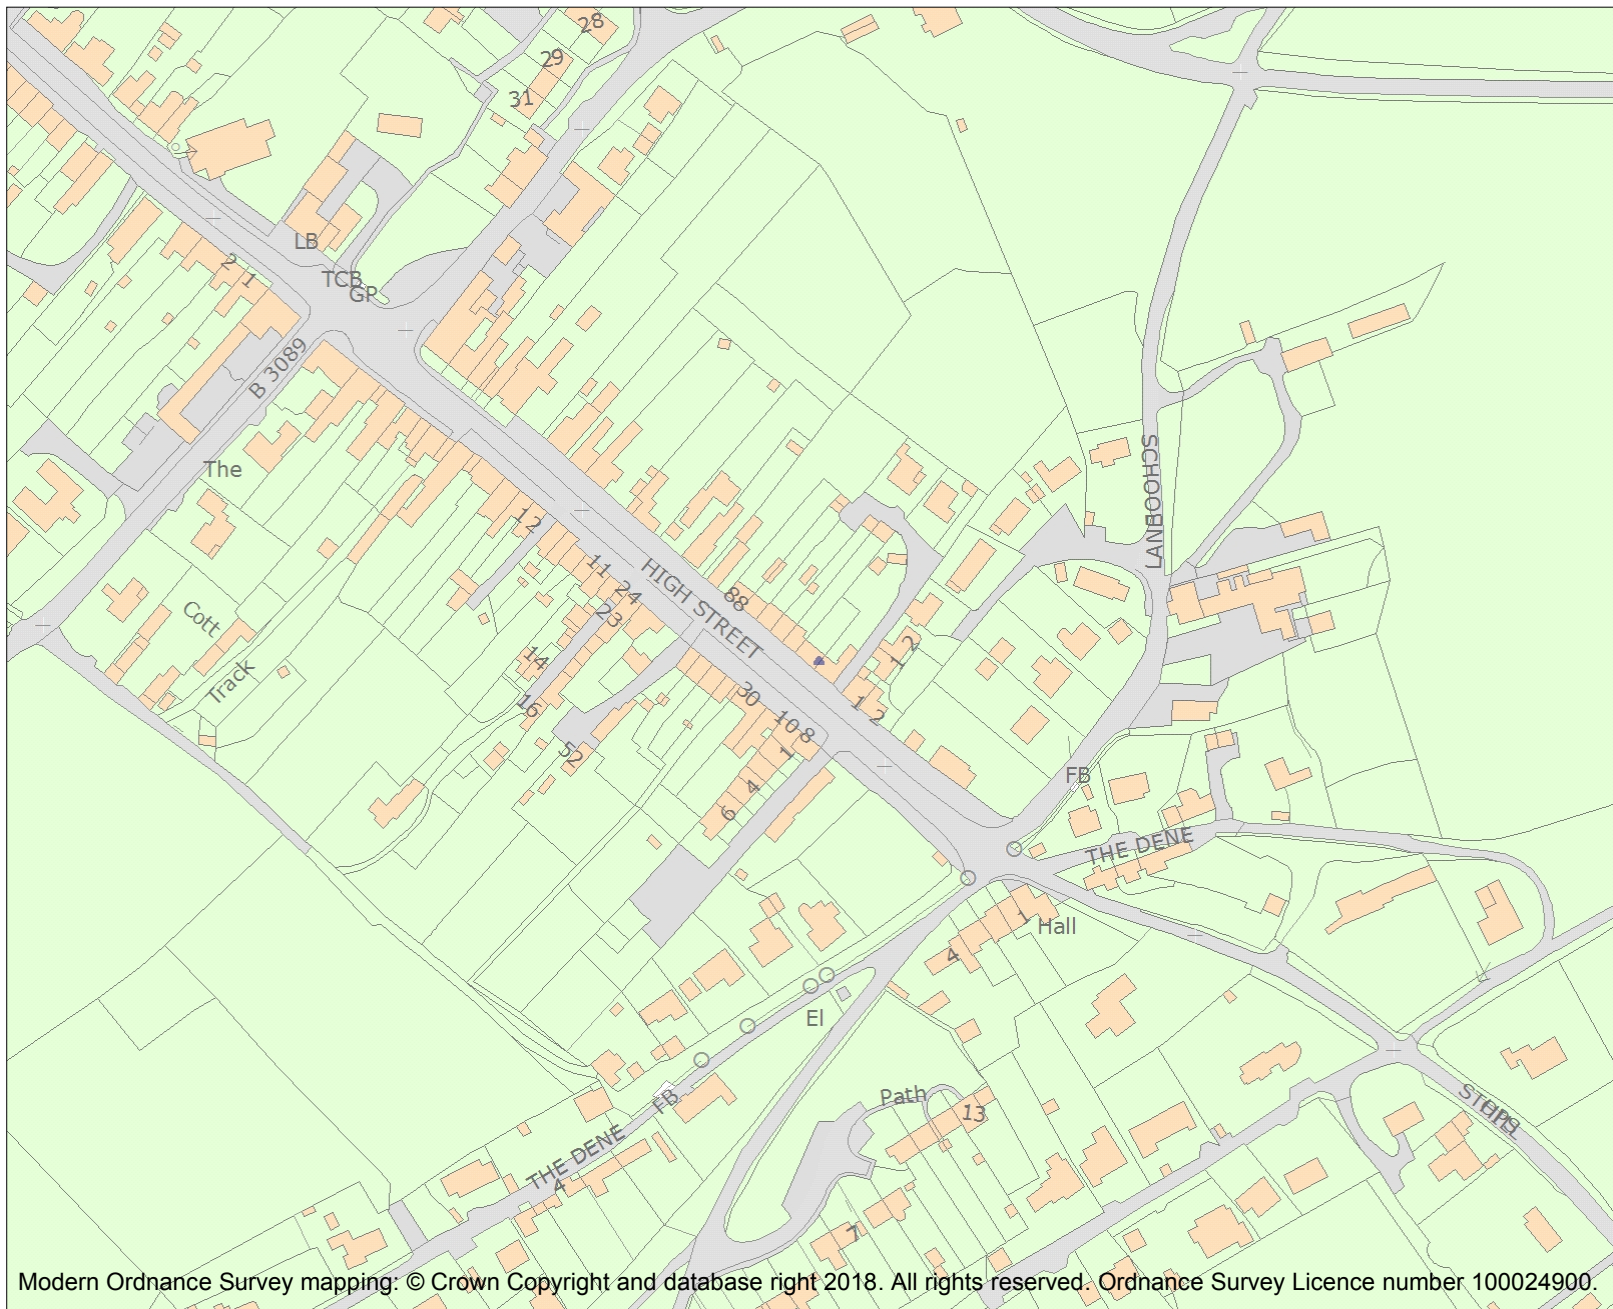 28
29
31
LB
TCB
GP
2 1
B 3089
The
SCHOOL
LAN
12
11 24
HIGH STREET
23
88
Cott
14
2
1
Track
16
30
1 2
10 8
52
1
FB
4
6
THE DENE
1
Hall
4
El
Path
13
FB
STEEPS
HILL
THE DENE
4
7
Modern Ordnance Survey mapping: © Crown Copyright and database right 2018. All rights reserved. Ordnance Survey Licence number 100024900.